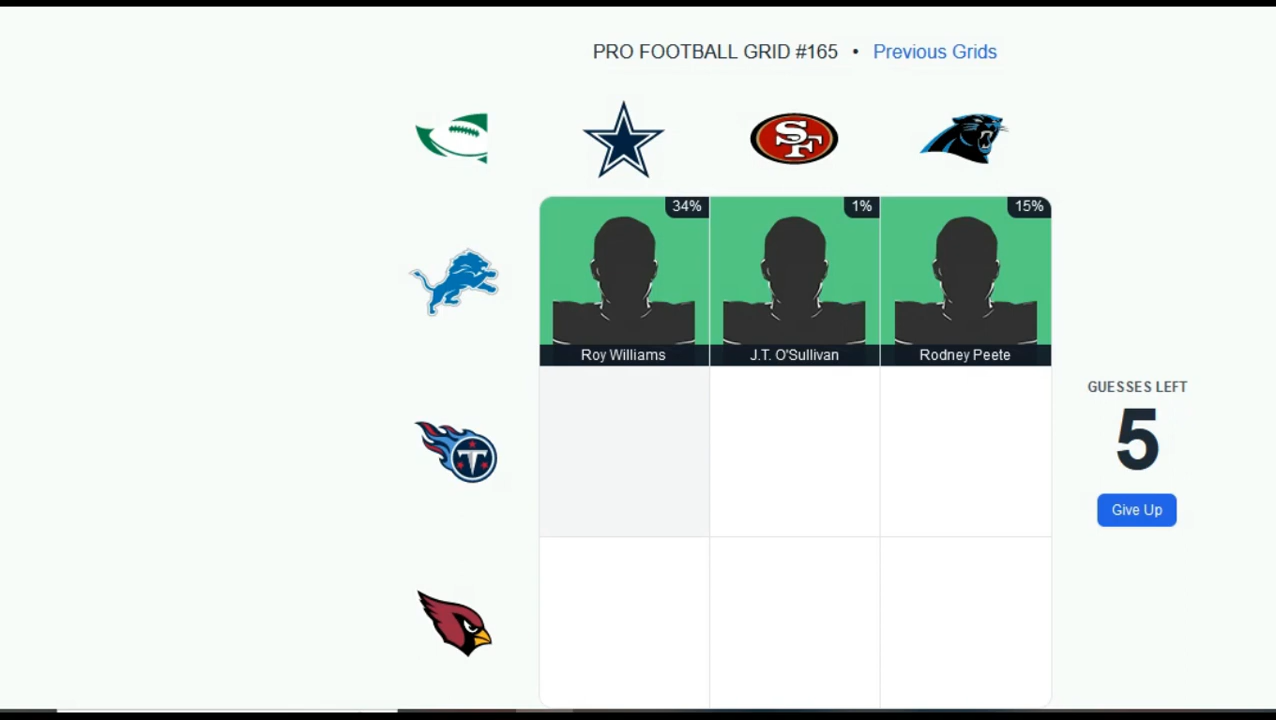 PRO FOOTBALL GRID #165 • Previous Grids
SF
34%
1%
15%
Roy Williams
J.T. O'Sullivan
Rodney Peete
GUESSES LEFT
5
T
Give Up